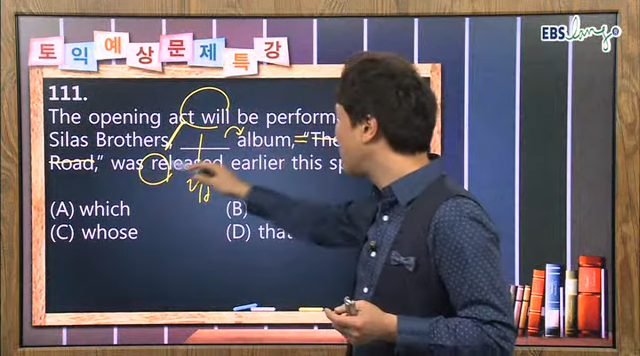 EBSlang
토익예상문제특강
111.
The opening act will be perform
Silas Brothers, ______ album, "The
Road," was released earlier this sp
(A) which
(B)
(C) whose
(D) that